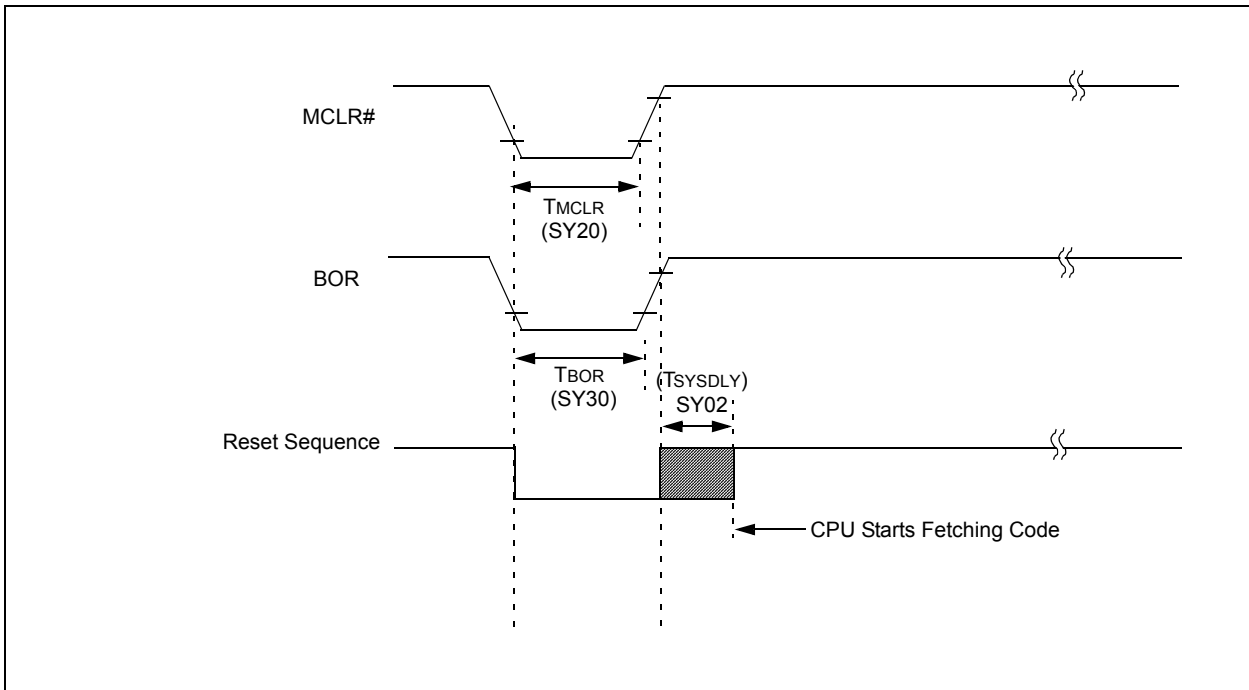 MCLR#
TMCLR
(SY20)
BOR
TBOR
(SY30)
(TSYSDLY)
SY02
Reset Sequence
CPU Starts Fetching Code